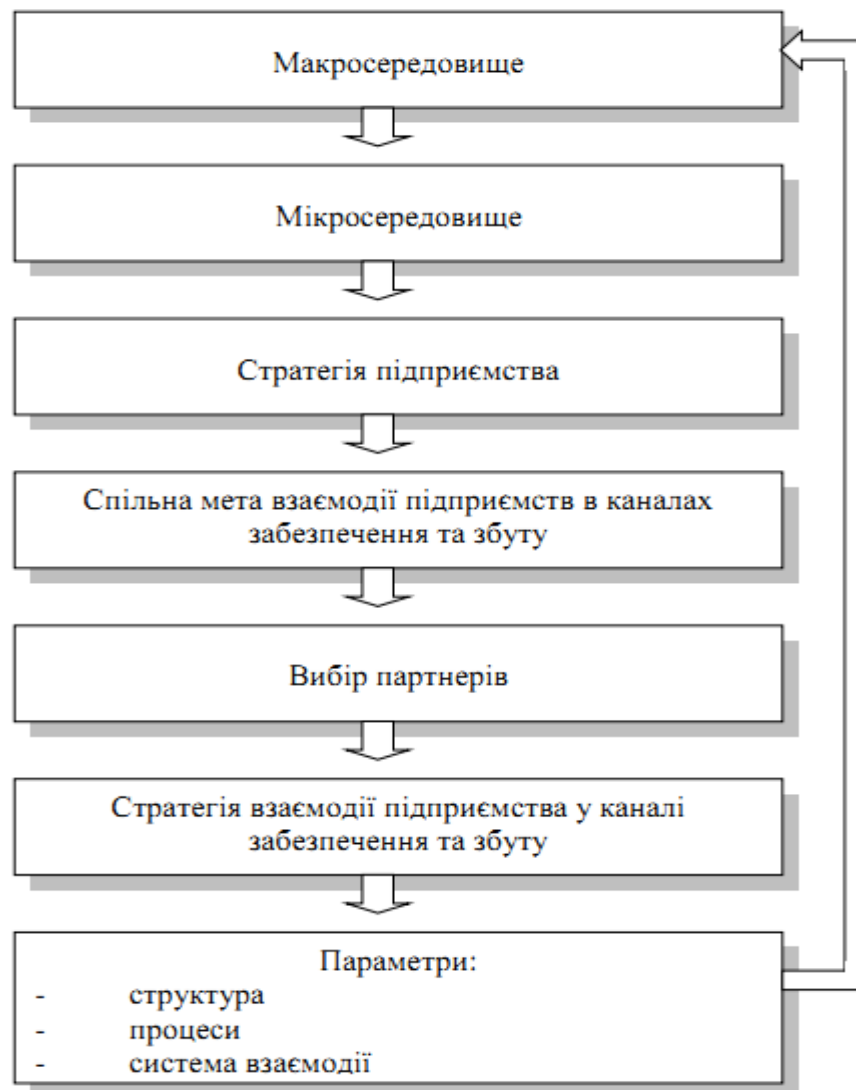 Макросередовище
Мікросередовище
Стратегія підприємства
Спільна мета взаємодії підприємств в каналах
забезпечення та збуту
Вибір партнерів
Стратегія взаємодії підприємства у каналі
забезпечення та збуту
Параметри:
- структура
- процеси
- система взаємодії